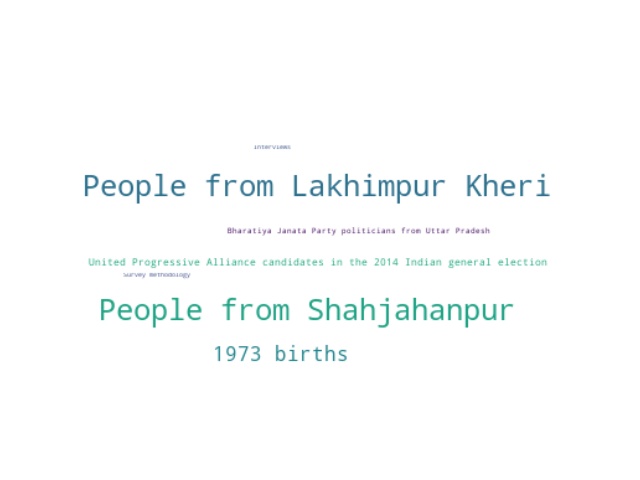 Interviews
People from Lakhimpur Kheri
Bharatiya Janata Party politicians from Uttar Pradesh
United Progressive Alliance candidates in the 2014 Indian general election
Survey methodology
People from Shahjahanpur
1973 births